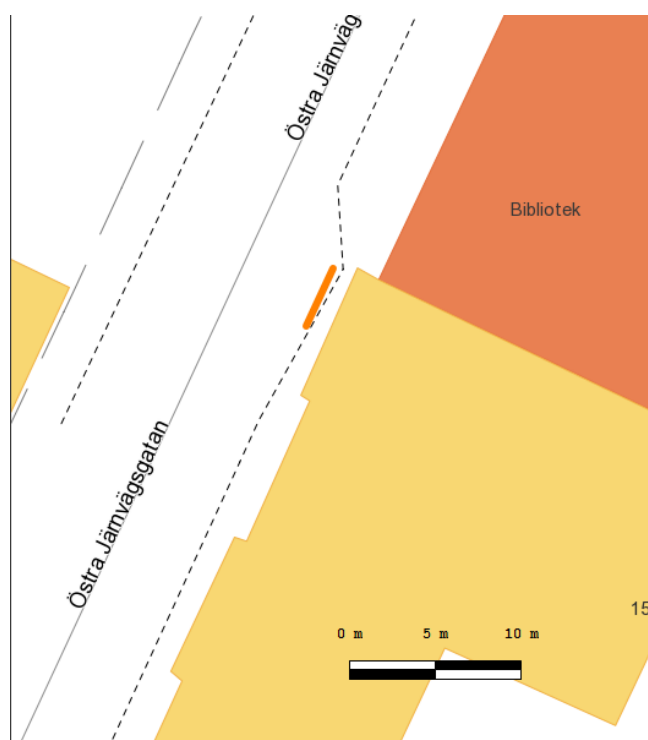 Östra Järnväg
Bibliotek
Östra Järnvägsgatan
15
0 m 5 m 10 m